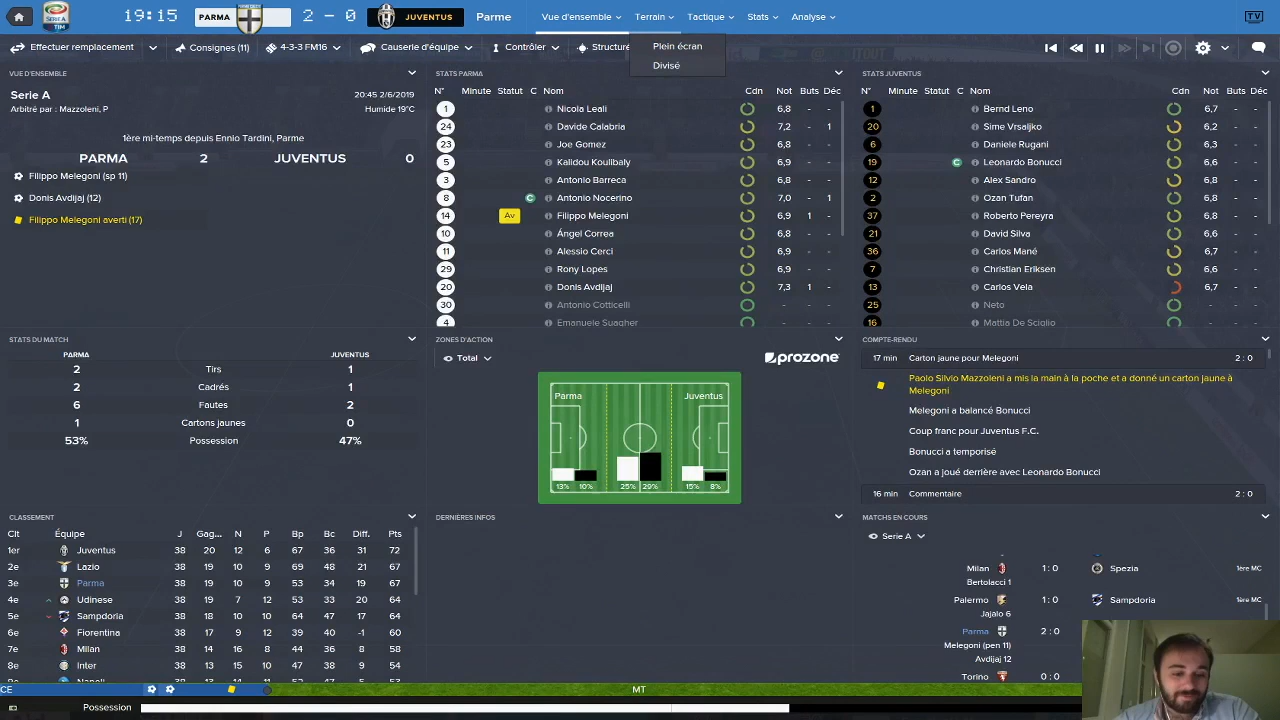 19:15 PARMA 2 - 0 JUVENTUS Parme Vue d'ensemble Terrain Tactique Stats Analyse TV
SERIE A TIM
Plein écran
Divisé
Effectuer remplacement Consignes (11) 4-3-3 FM16 Causerie d'équipe Contrôler Structure
VUE D'ENSEMBLE
Serie A 20:45 2/6/2019
Arbitré par : Mazzoleni, P Humide 19°C
1ère mi-temps depuis Ennio Tardini, Parme
PARMA 2 JUVENTUS 0
Filippo Melegoni (sp 11)
Donis Avdijaj (12)
Filippo Melegoni averti (17)
STATS PARMA
N° Minute Statut C Nom Cdn Not Buts Déc
1 Nicola Leali 6,8 - -
24 Davide Calabria 7,2 - 1
23 Joe Gomez 6,8 - -
5 Kalidou Koulibaly 6,9 - -
3 Antonio Barreca 6,8 - -
8 C Antonio Nocerino 7,0 - 1
14 Av Filippo Melegoni 6,9 1 -
10 Ángel Correa 6,8 - -
11 Alessio Cerci 6,9 - -
29 Rony Lopes 6,9 - -
20 Donis Avdijaj 7,3 1 -
30 Antonio Cotticelli - - -
4 Emanuele Suagher - - -
STATS JUVENTUS
N° Minute Statut C Nom Cdn Not Buts Déc
1 Bernd Leno 6,7 - -
20 Sime Vrsaljko 6,2 - -
6 Daniele Rugani 6,3 - -
19 C Leonardo Bonucci 6,6 - -
12 Alex Sandro 6,8 - -
2 Ozan Tufan 6,8 - -
37 Roberto Pereyra 6,8 - -
21 David Silva 6,8 - -
36 Carlos Mané 6,7 - -
7 Christian Eriksen 6,6 - -
13 Carlos Vela 6,7 - -
25 Neto - - -
16 Mattia De Sciglio - - -
STATS DU MATCH
PARMA JUVENTUS
2 Tirs 1
2 Cadrés 1
6 Fautes 2
1 Cartons jaunes 0
53% Possession 47%
ZONES D'ACTION
Total prozone
Parma Juventus
13% 10% 25% 29% 15% 8%
COMPTE-RENDU
17 min Carton jaune pour Melegoni 2 : 0
Paolo Silvio Mazzoleni a mis la main à la poche et a donné un carton jaune à
Melegoni
Melegoni a balancé Bonucci
Coup franc pour Juventus F.C.
Bonucci a temporisé
Ozan a joué derrière avec Leonardo Bonucci
16 min Commentaire 2 : 0
CLASSEMENT
Clt Équipe J Gag... N P Bp Bc Diff. Pts
1er Juventus 38 20 12 6 67 36 31 72
2e Lazio 38 19 10 9 69 48 21 67
3e Parma 38 19 10 9 53 34 19 67
4e Udinese 38 19 7 12 53 33 20 64
5e Sampdoria 38 18 10 10 64 47 17 64
6e Fiorentina 38 17 9 12 39 40 -1 60
7e Milan 38 14 16 8 44 36 8 58
8e Inter 38 13 15 10 47 38 9 54
9e Napoli 38 13 14 11 52 47 5 53
DERNIÈRES INFOS
MATCHS EN COURS
Serie A
Milan 1 : 0 Spezia 1ère MC
Bertolacci 1
Palermo 1 : 0 Sampdoria 1ère MC
Jajalo 6
Parma 2 : 0
Melegoni (pen 11)
Avdijaj 12
Torino 0 : 0
CE MT
Possession